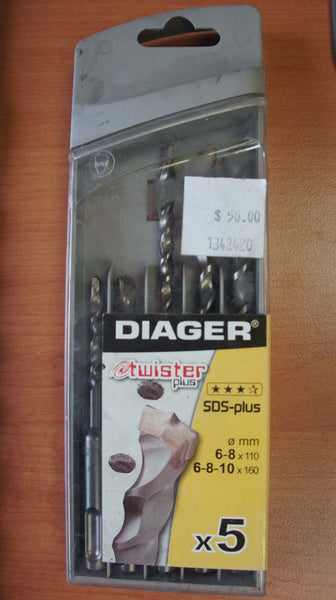 $ 50.00
1342420
DIAGER®
twister
plus
SDS-plus
ø mm
6-8 x 110
6-8-10 x 160
x5